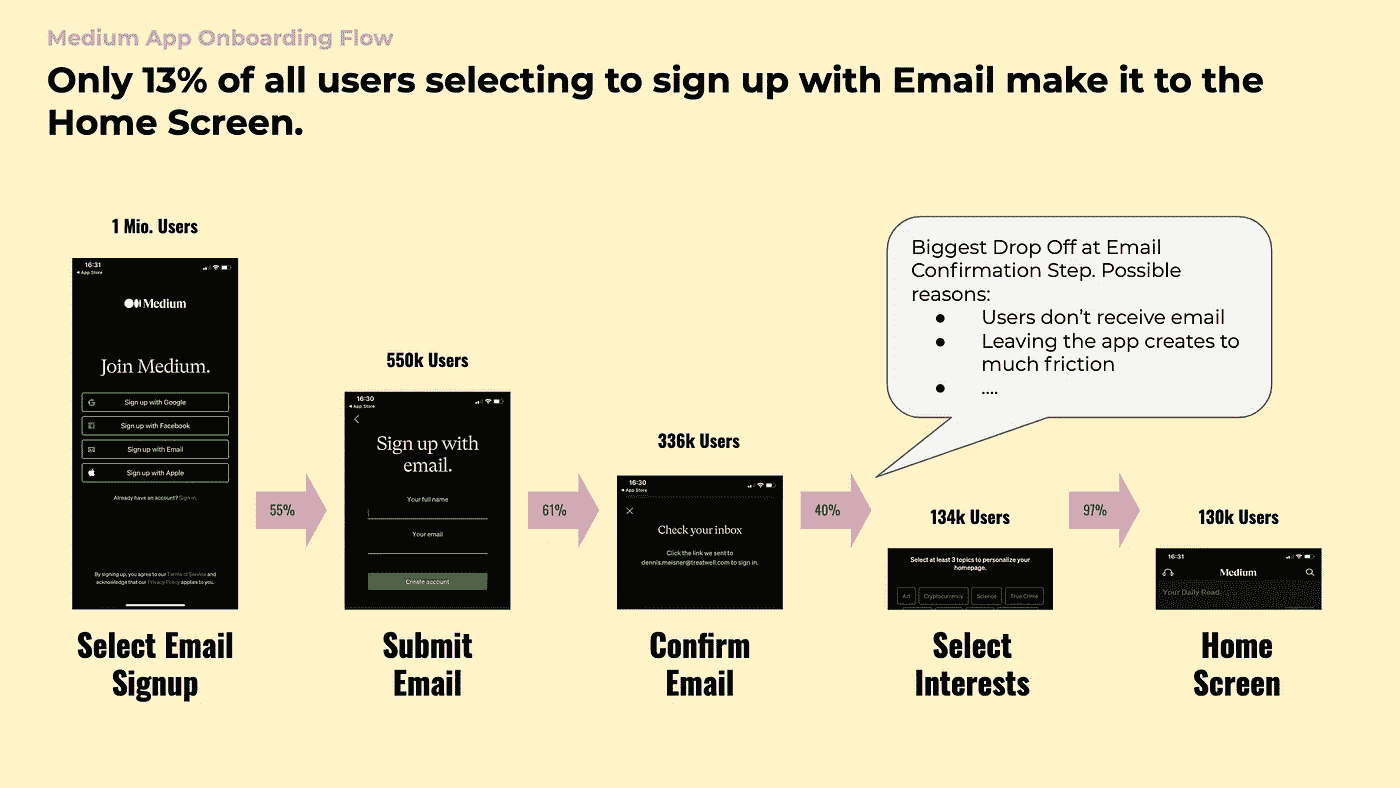 Medium App Onboarding Flow
Only 13% of all users selecting to sign up with Email make it to the
Home Screen.
1 Mio. Users
16:31
App Store
Medium
Join Medium.
Sign up with Google
Sign up with Facebook
Sign up with Email
Sign up with Apple
Already have an account? Sign in.
By signing up, you agree to our Terms of Service and
acknowledge that our Privacy Policy applies to you.
Select Email
Signup
55%
550k Users
16:30
App Store
Sign up with
email.
Your full name
Your email
Create account
Submit
Email
61%
336k Users
16:30
App Store
Check your inbox
Click the link we sent to
dennis.meisner@treatwell.com to sign in.
Confirm
Email
40%
Biggest Drop Off at Email
Confirmation Step. Possible
reasons:
● Users don’t receive email
● Leaving the app creates to
much friction
● ....
134k Users
Select at least 3 topics to personalize your
homepage.
Art Cryptocurrency Science True Crime
Select
Interests
97%
130k Users
16:31
Medium
Your Daily Read
Home
Screen